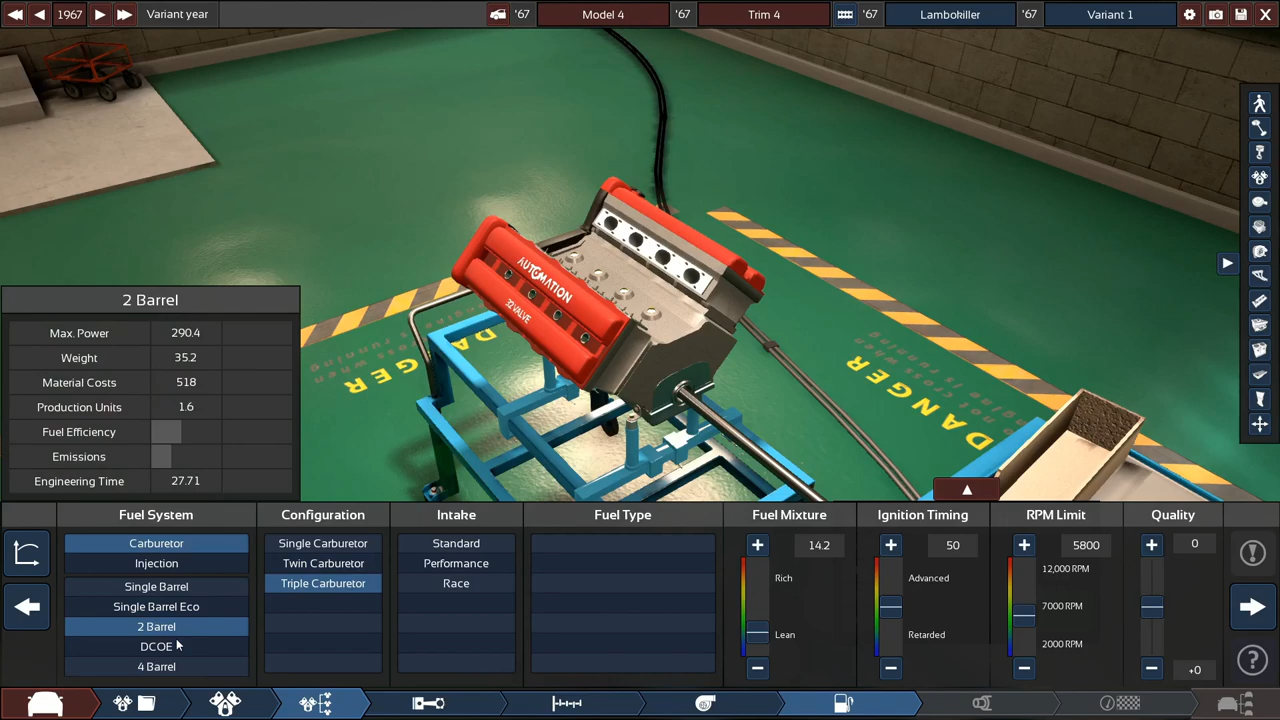 1967 Variant year '67 Model 4 '67 Trim 4 '67 Lambokiller '67 Variant 1
AUTOMATION
32VALVE
DANGER
DANGER
2 Barrel
Max. Power 290.4
Weight 35.2
Material Costs 518
Production Units 1.6
Fuel Efficiency
Emissions
Engineering Time 27.71
Fuel System
Carburetor
Injection
Single Barrel
Single Barrel Eco
2 Barrel
DCOE
4 Barrel
Configuration
Single Carburetor
Twin Carburetor
Triple Carburetor
Intake
Standard
Performance
Race
Fuel Type
Fuel Mixture
14.2
Rich
Lean
Ignition Timing
50
Advanced
Retarded
RPM Limit
5800
12,000 RPM
7000 RPM
2000 RPM
Quality
0
+0